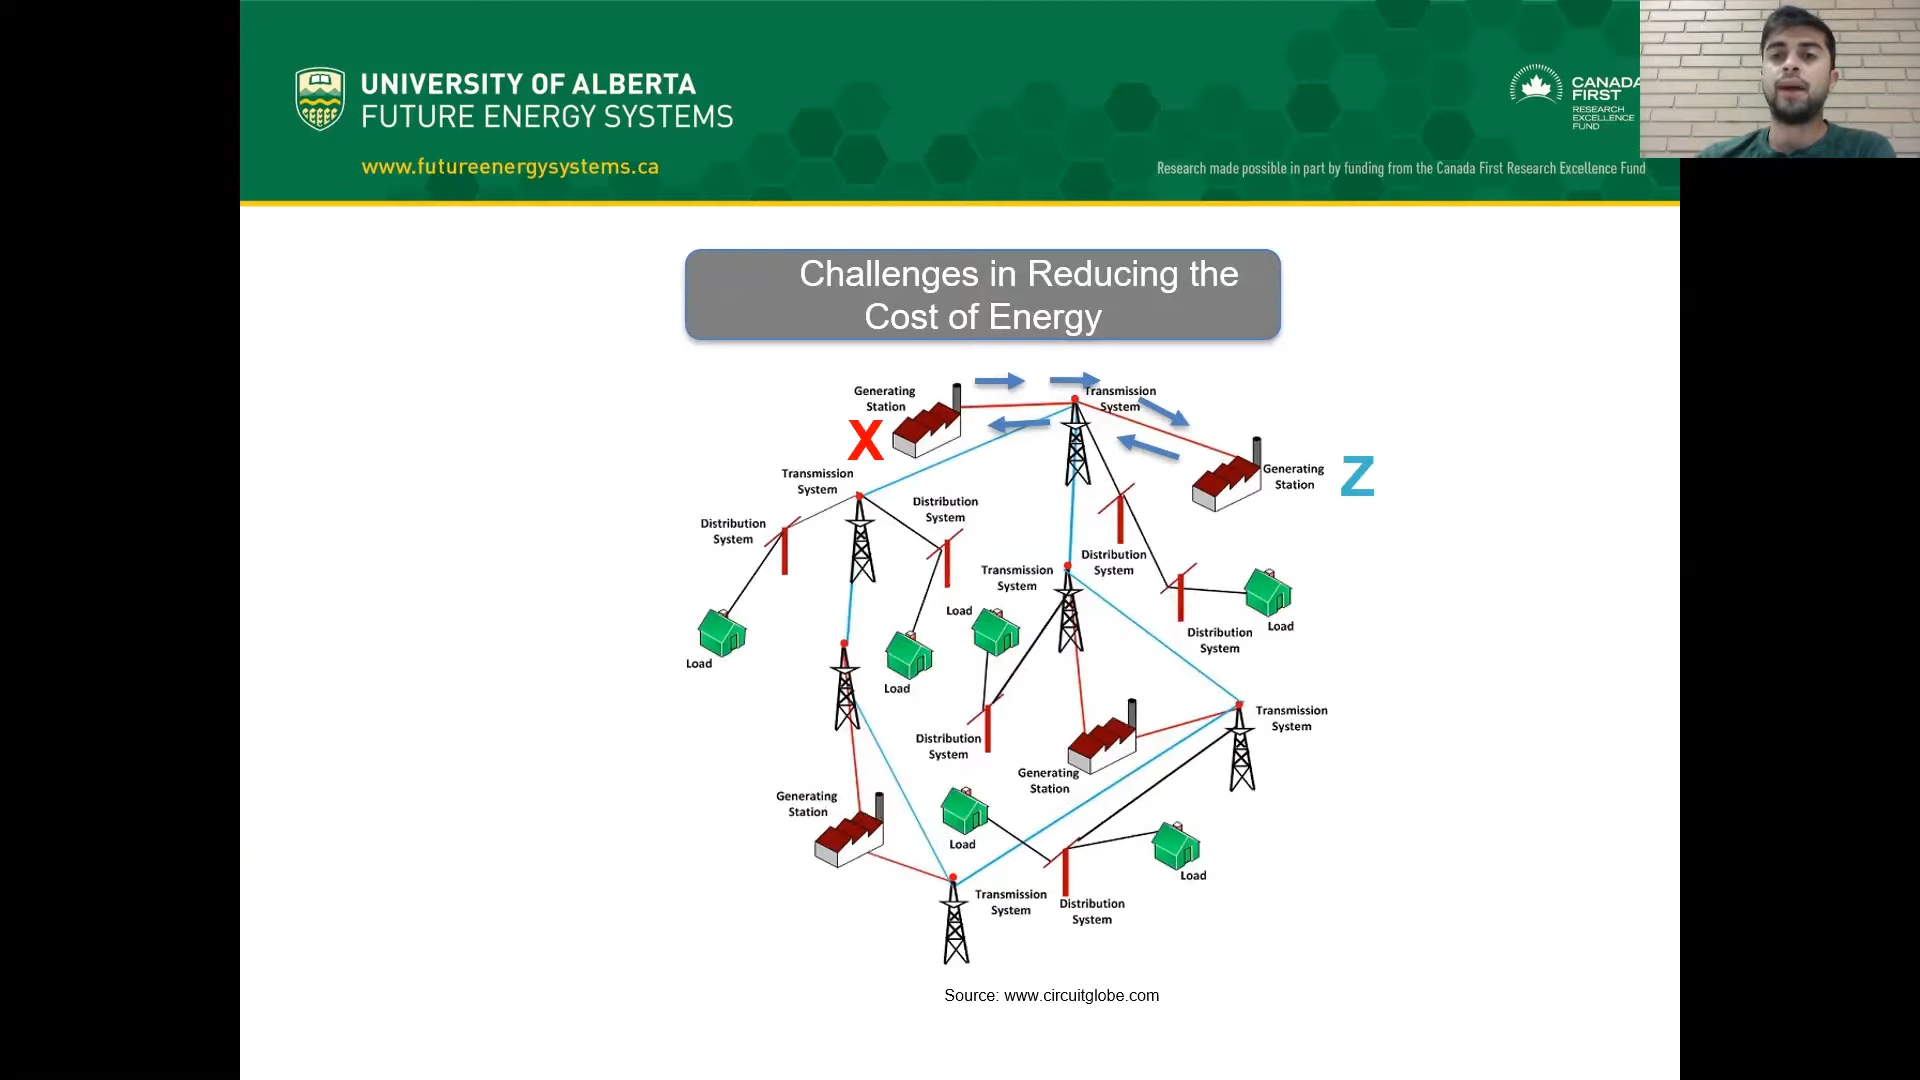 UNIVERSITY OF ALBERTA
FUTURE ENERGY SYSTEMS
www.futureenergysystems.ca
CANADA
FIRST
RESEARCH
EXCELLENCE
FUND
Research made possible in part by funding from the Canada First Research Excellence Fund
Challenges in Reducing the
Cost of Energy
Generating
Station
Transmission
System
X
Generating
Station
Z
Transmission
System
Distribution
System
Distribution
System
Distribution
System
Transmission
System
Load
Load
Distribution
System
Load
Load
Transmission
System
Distribution
System
Generating
Station
Generating
Station
Load
Load
Transmission
System
Distribution
System
Source: www.circuitglobe.com